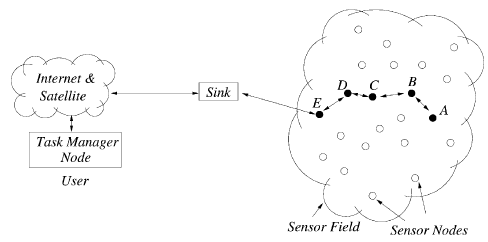 Internet &
Satellite
Task Manager
Node
User
Sink
E
D
C
B
A
Sensor Field
Sensor Nodes